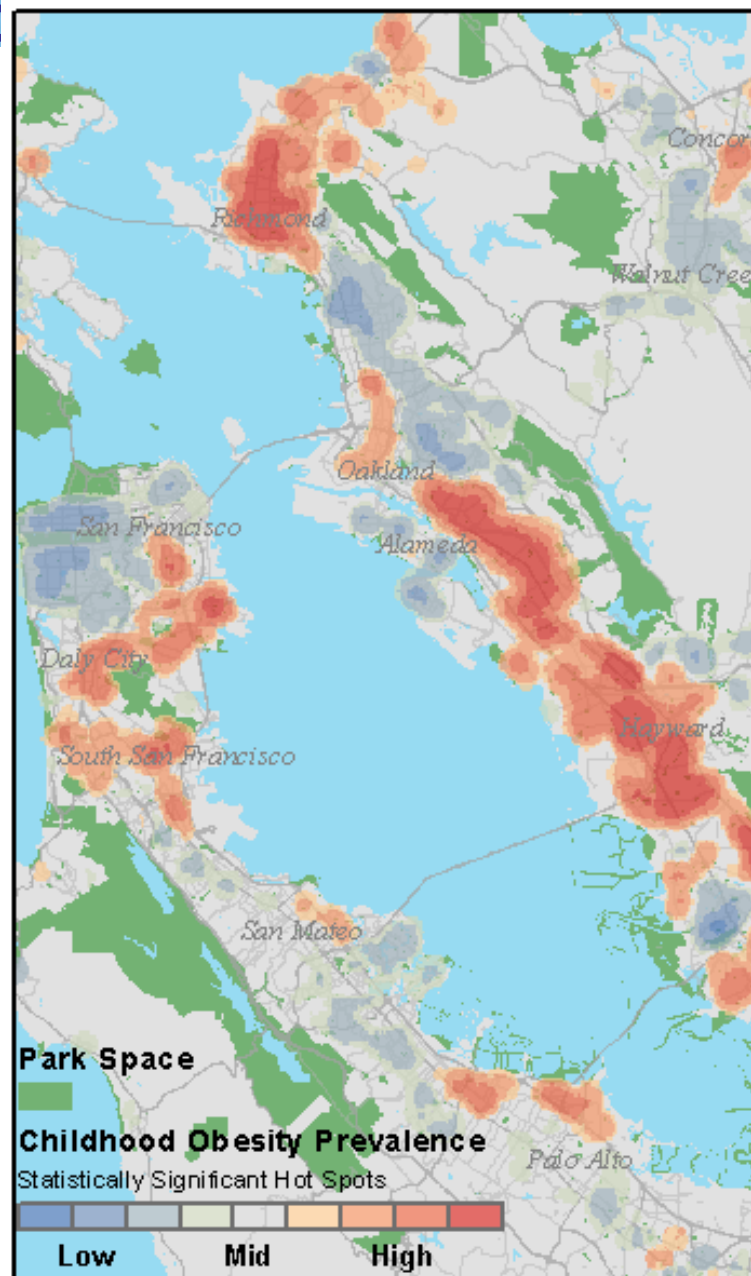 Concor
Richmond
Walnut Cree
Oakland
San Francisco
Alameda
Daly City
Hayward
South San Francisco
San Mateo
Park Space
Childhood Obesity Prevalence
Palo Alto
Statistically Significant Hot Spots
Low Mid High